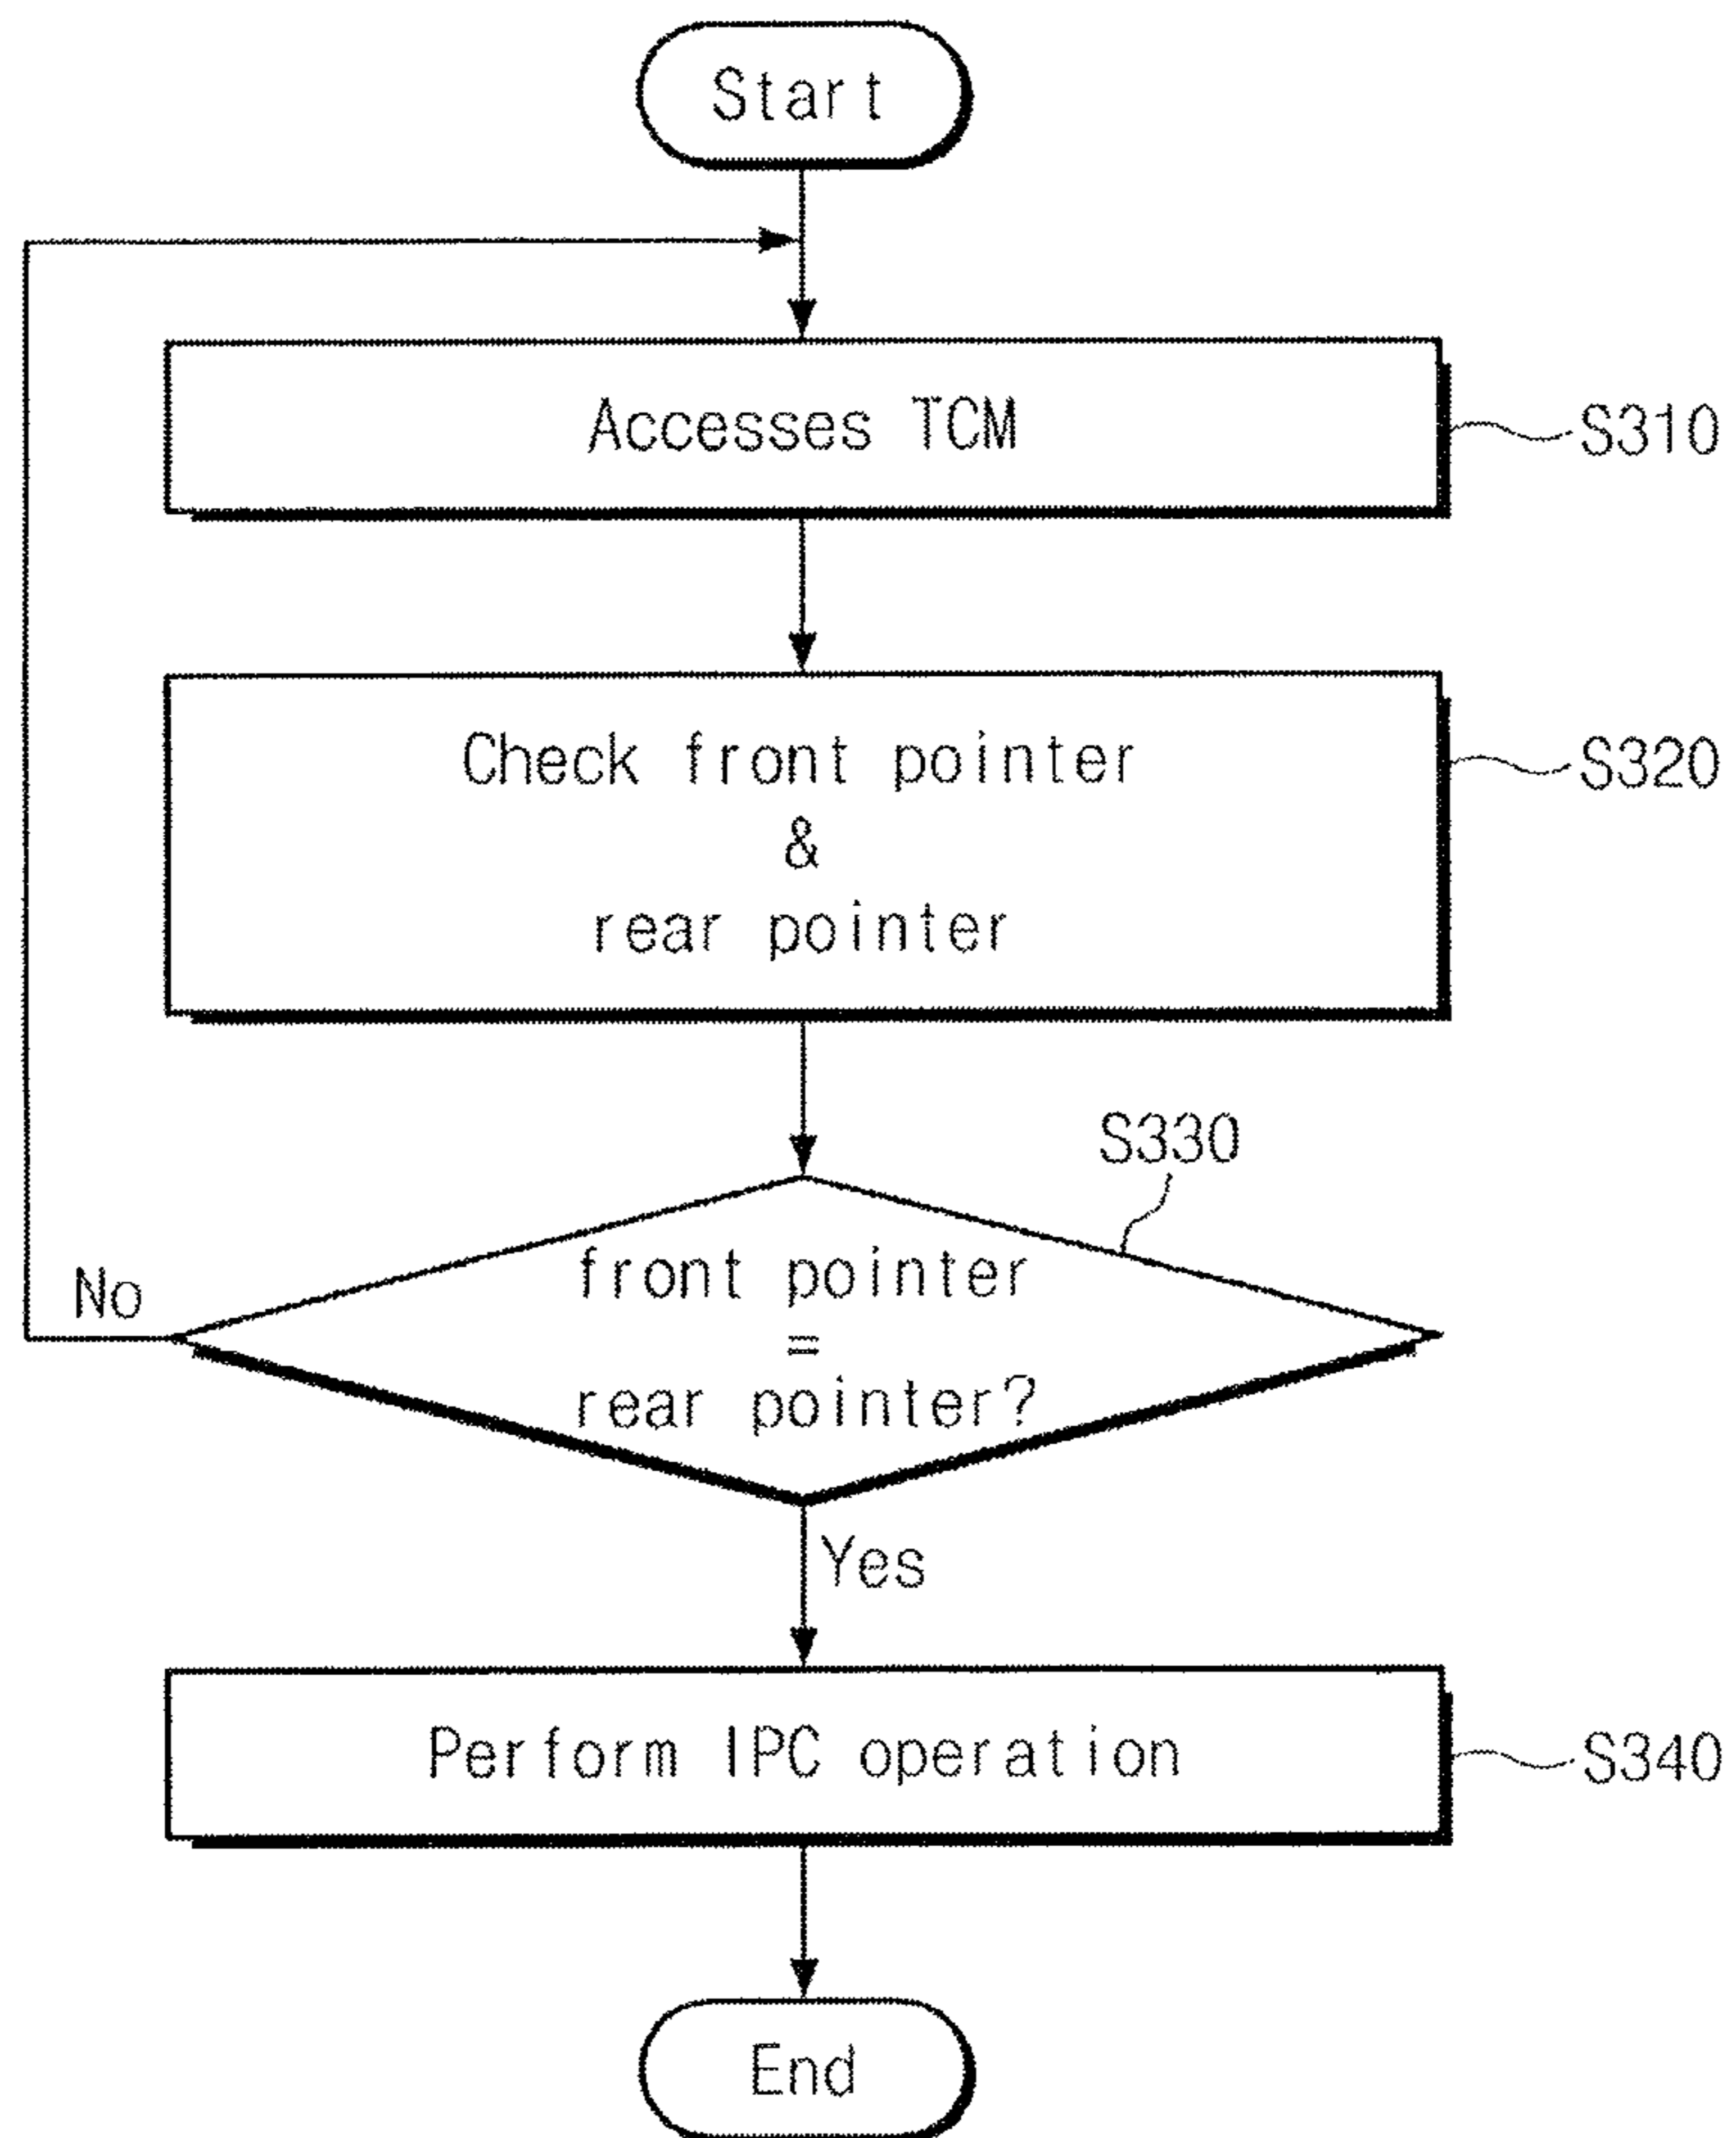 Start
Accesses TCM
S310
Check front pointer
&
rear pointer
S320
S330
front pointer
=
rear pointer?
No
Yes
Perform IPC operation
S340
End